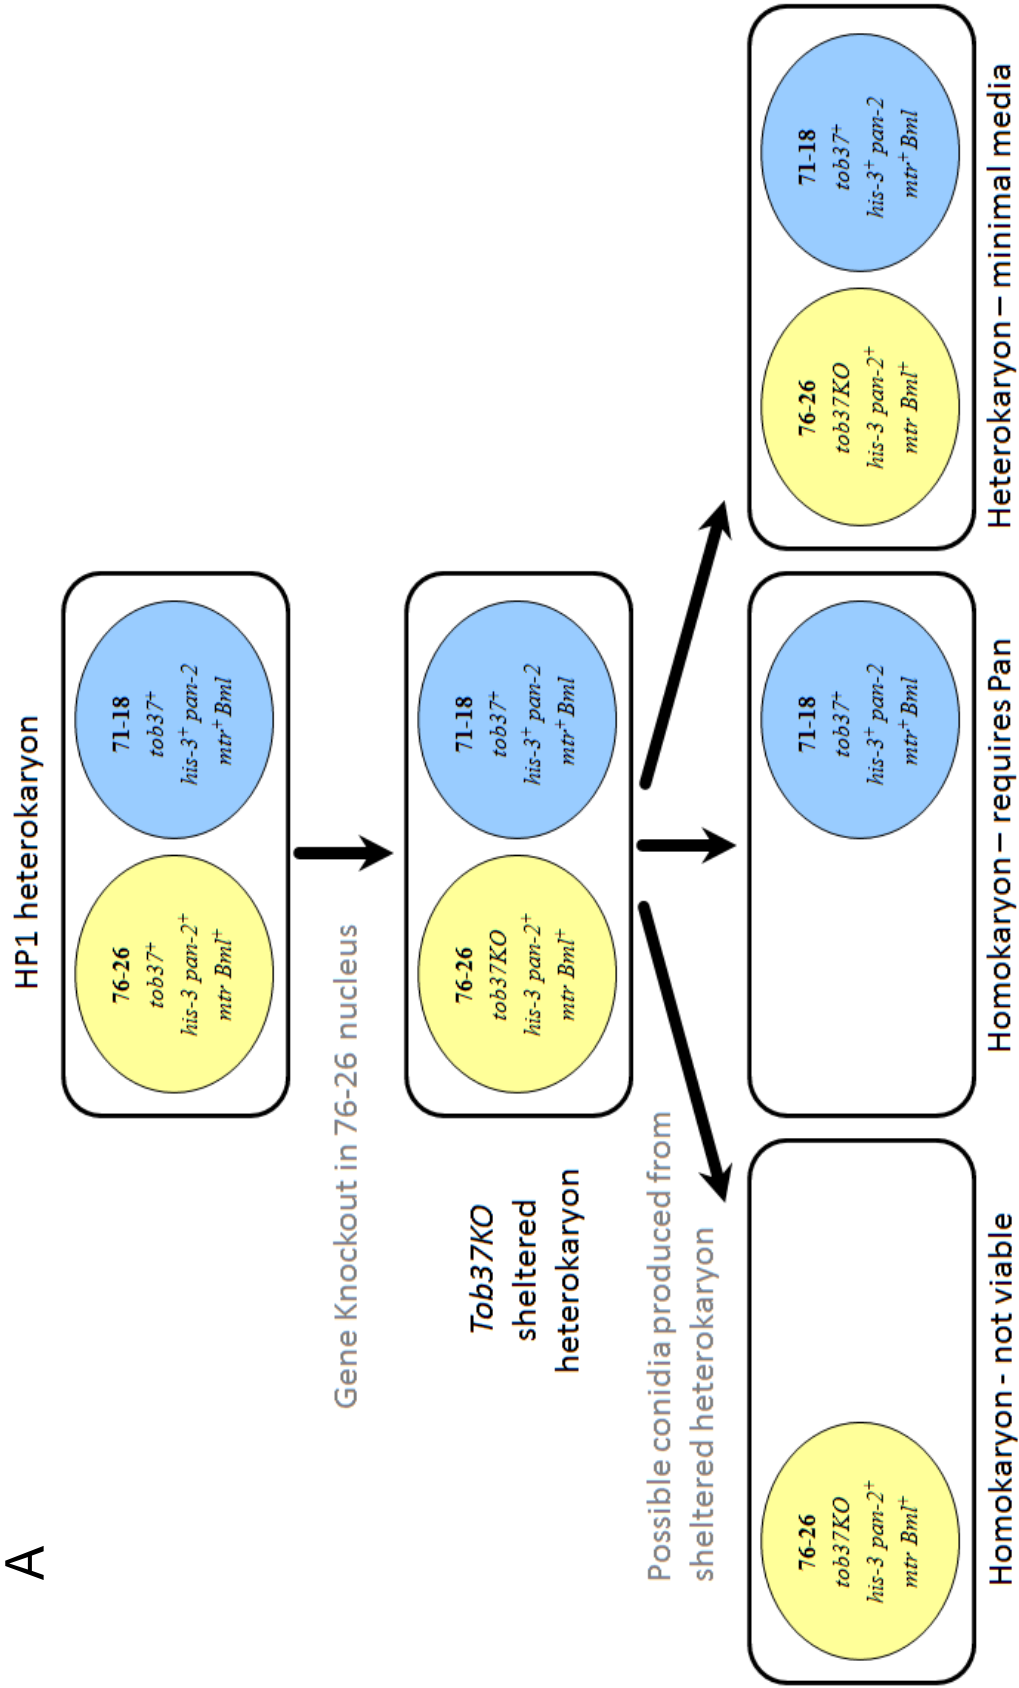 A
HP1 heterokaryon
76-26
tob37⁺
his-3 pan-2⁺
mtr Bml⁺
71-18
tob37⁺
his-3⁺ pan-2
mtr⁺ Bml
Gene Knockout in 76-26 nucleus
Tob37KO
sheltered
heterokaryon
76-26
tob37KO
his-3 pan-2⁺
mtr Bml⁺
71-18
tob37⁺
his-3⁺ pan-2
mtr⁺ Bml
Possible conidia produced from
sheltered heterokaryon
76-26
tob37KO
his-3 pan-2⁺
mtr Bml⁺
Homokaryon - not viable
71-18
tob37⁺
his-3⁺ pan-2
mtr⁺ Bml
Homokaryon – requires Pan
76-26
tob37KO
his-3 pan-2⁺
mtr Bml⁺
71-18
tob37⁺
his-3⁺ pan-2
mtr⁺ Bml
Heterokaryon – minimal media